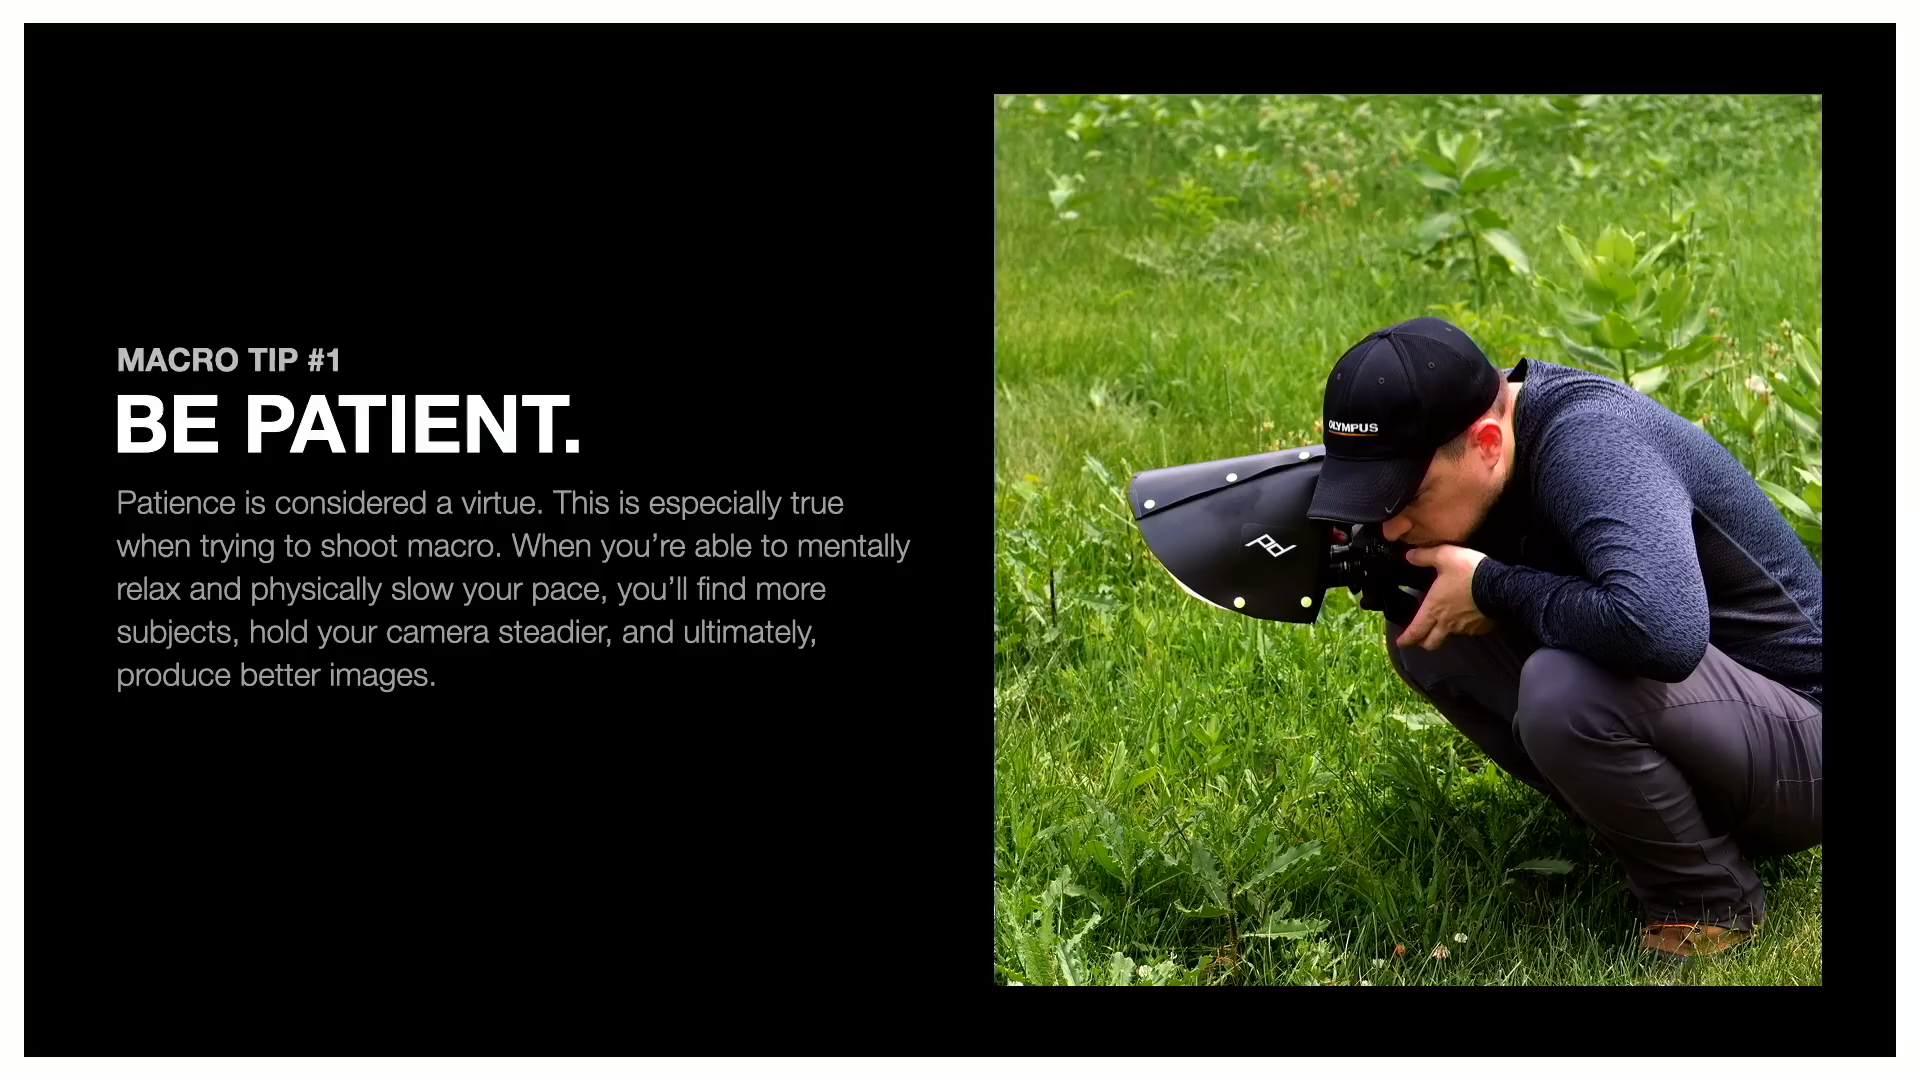 MACRO TIP #1
BE PATIENT.
Patience is considered a virtue. This is especially true
when trying to shoot macro. When you’re able to mentally
relax and physically slow your pace, you’ll find more
subjects, hold your camera steadier, and ultimately,
produce better images.
OLYMPUS
pd